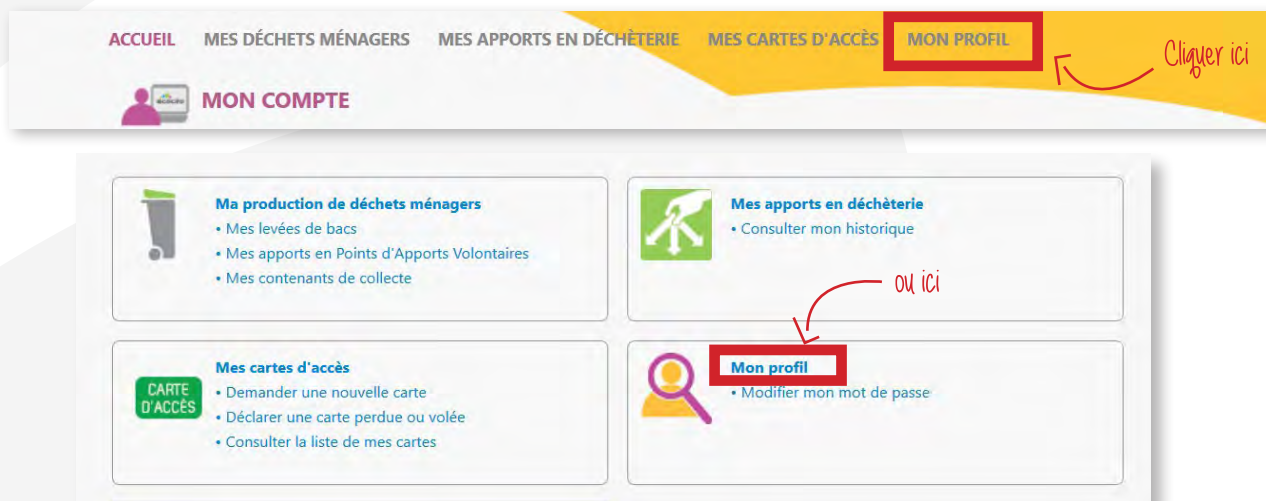 ACCUEIL MES DÉCHETS MÉNAGERS MES APPORTS EN DÉCHÈTERIE MES CARTES D'ACCÈS MON PROFIL
Cliquer ici
MON COMPTE
Ma production de déchets ménagers
• Mes levées de bacs
• Mes apports en Points d'Apports Volontaires
• Mes contenants de collecte
Mes apports en déchèterie
• Consulter mon historique
ou ici
CARTE
D'ACCÈS
Mes cartes d'accès
• Demander une nouvelle carte
• Déclarer une carte perdue ou volée
• Consulter la liste de mes cartes
Mon profil
• Modifier mon mot de passe